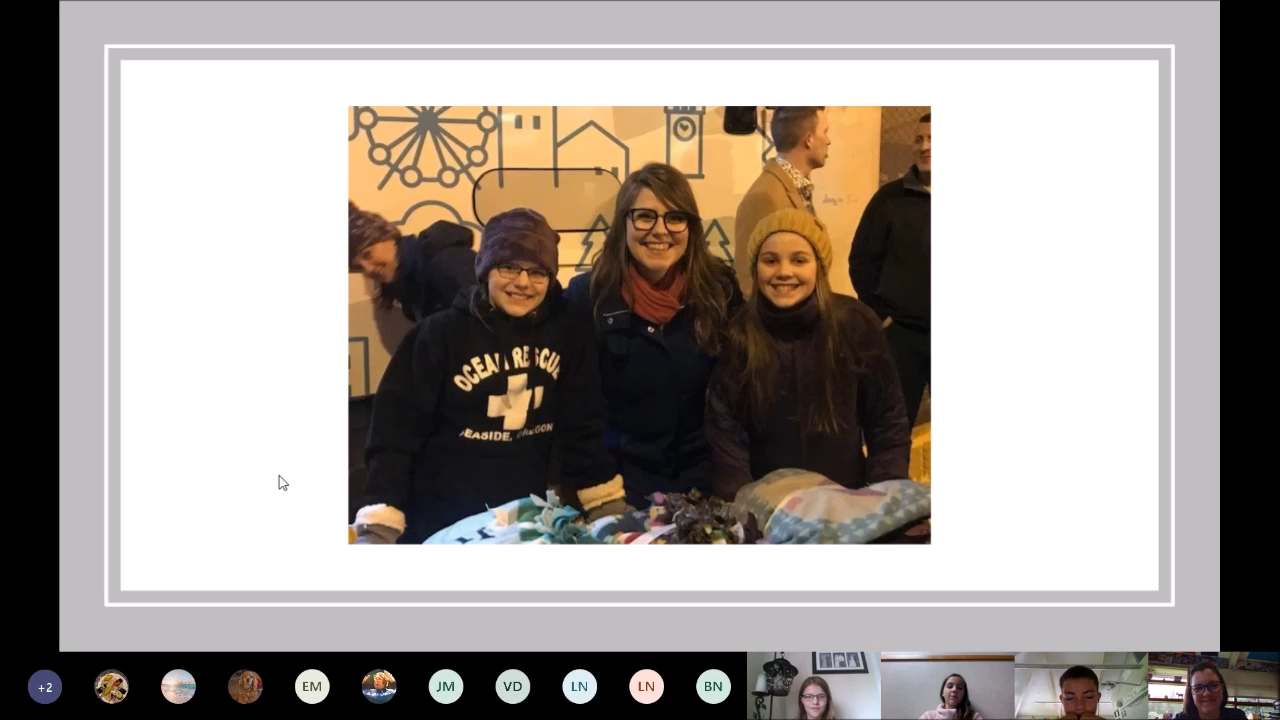 OCEAN RESCUE
SEASIDE, OREGON
+2
EM
JM
VD
LN
LN
BN